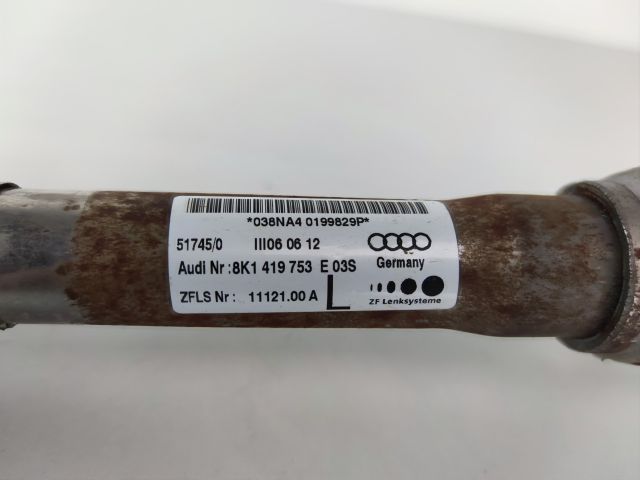 *038NA4 0199829P*
51745/0 III06 06 12
Audi Nr:8K1 419 753 E 03S Germany
ZFLS Nr: 11121.00 A L ZF Lenksysteme